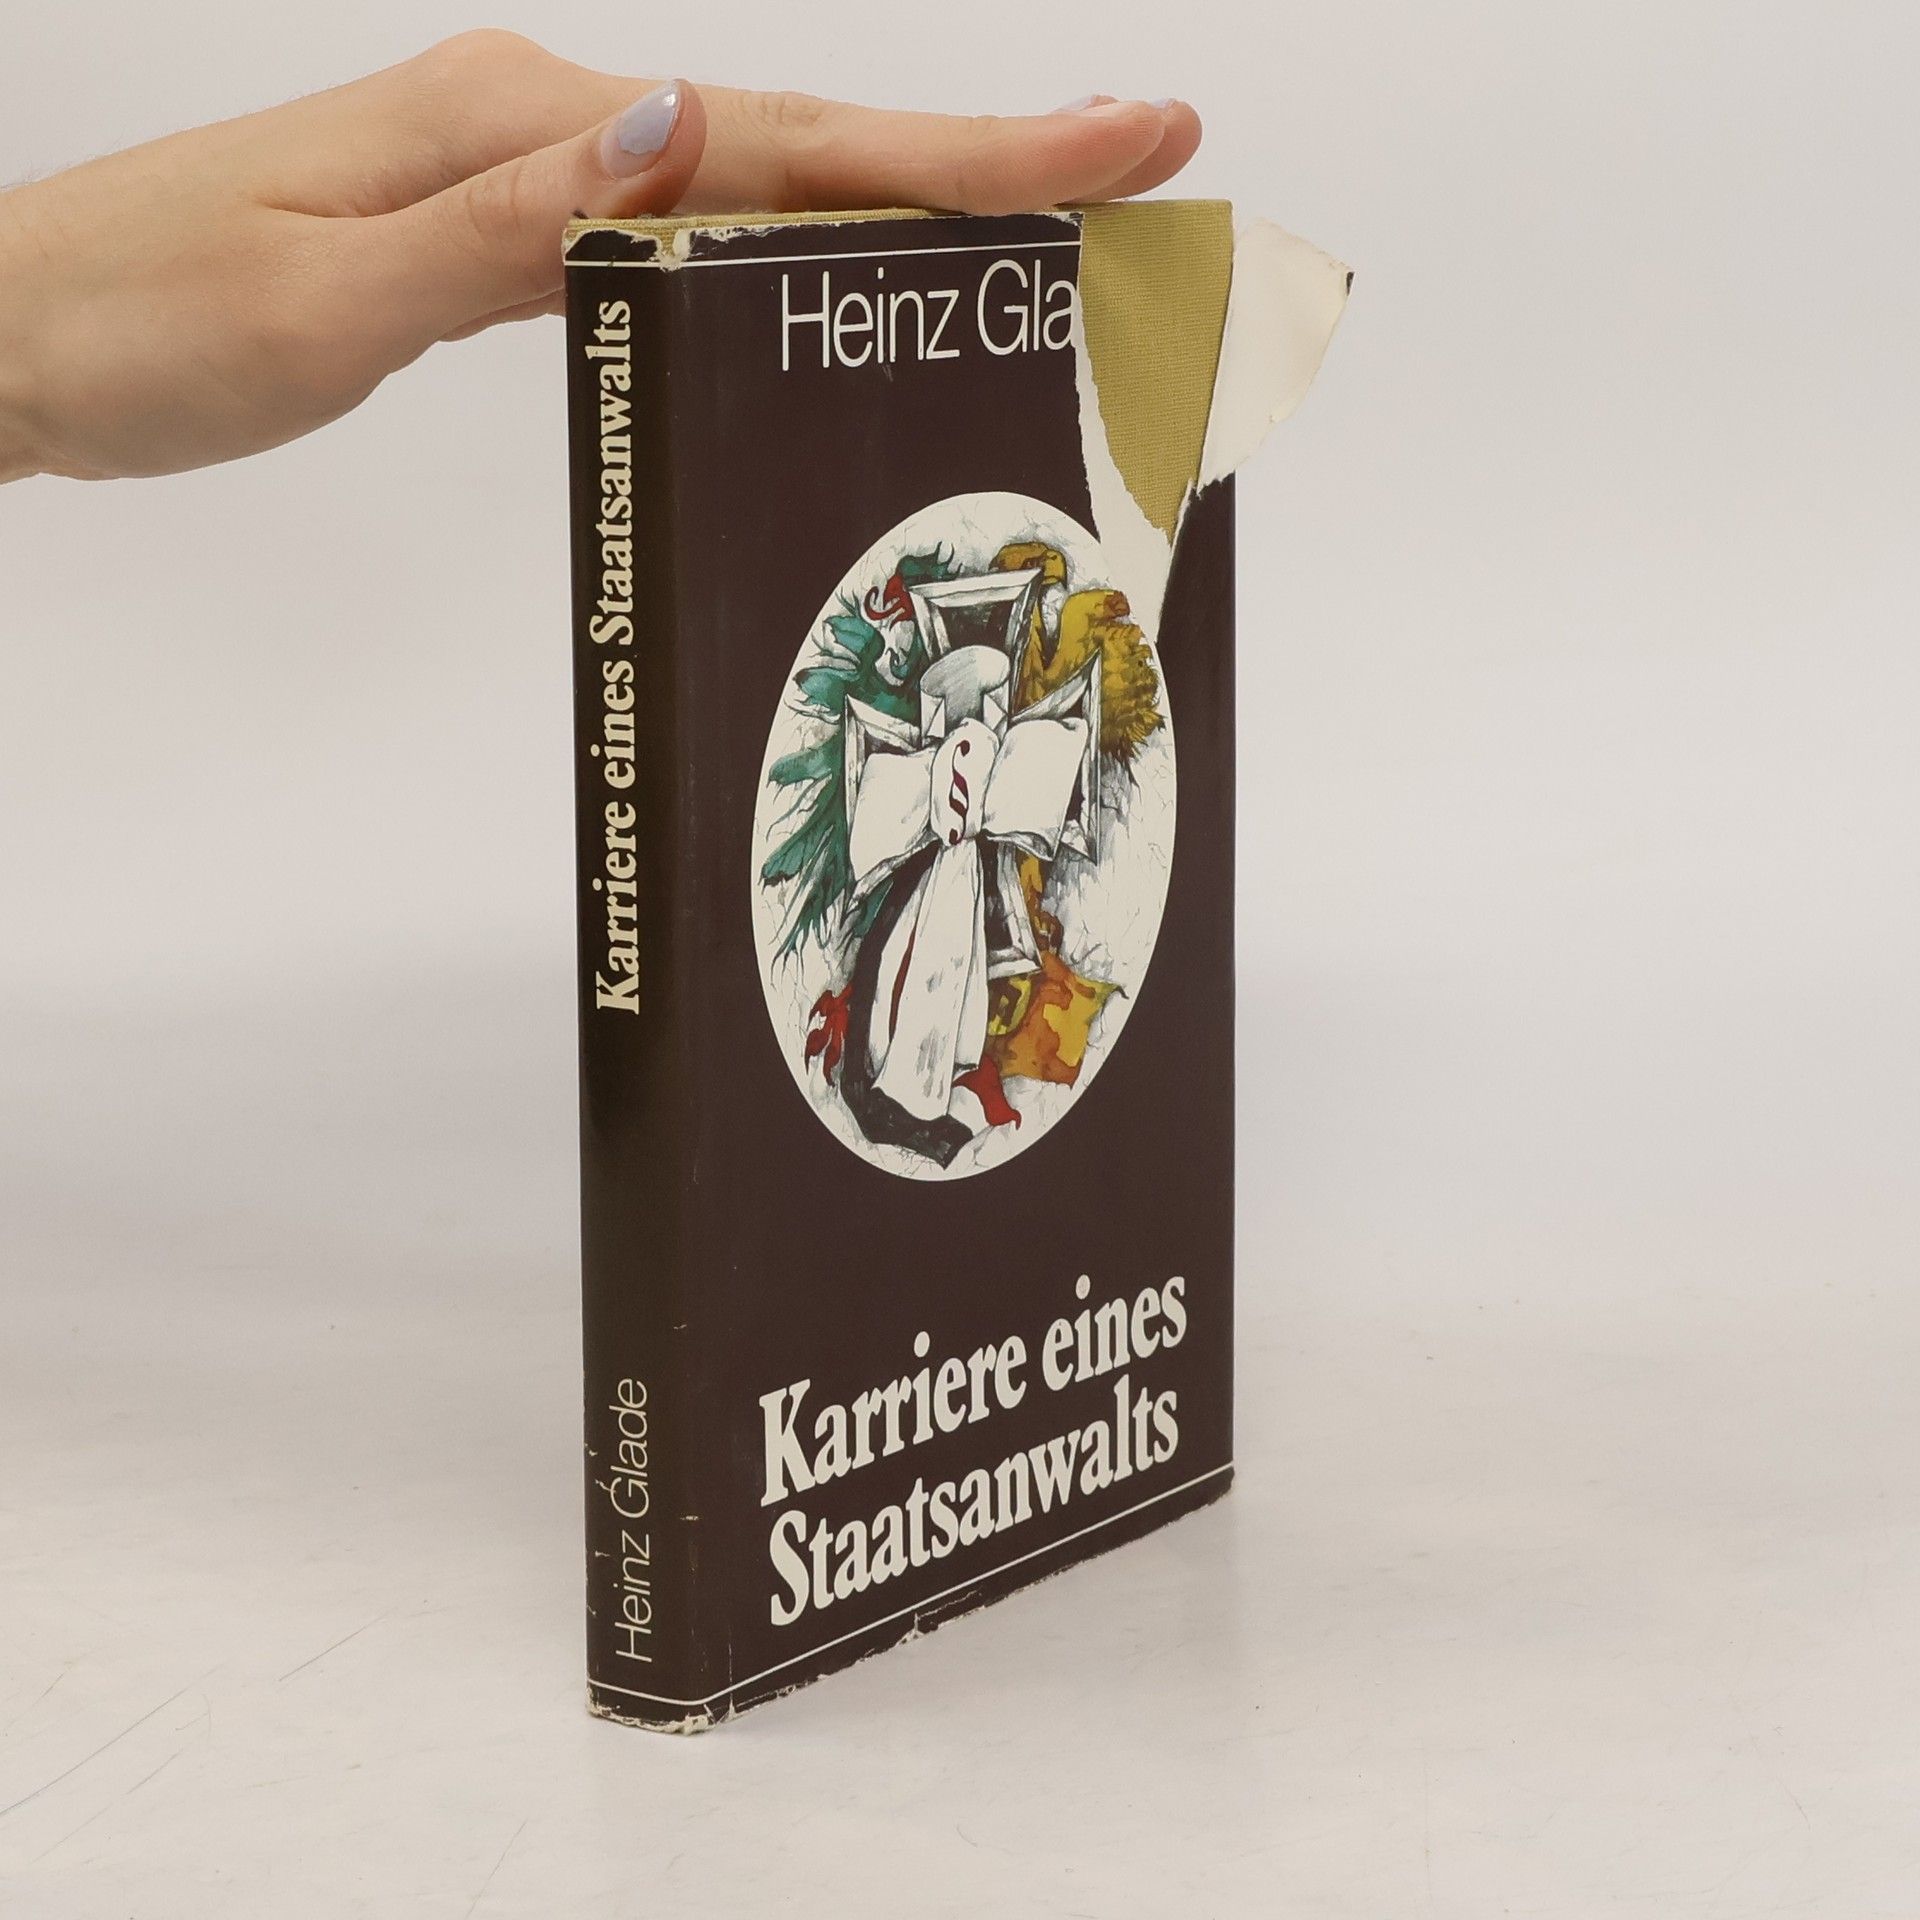 Karriere eines Staatsanwalts
Heinz Glade
Heinz Gla
§
Karriere eines
Staatsanwalts